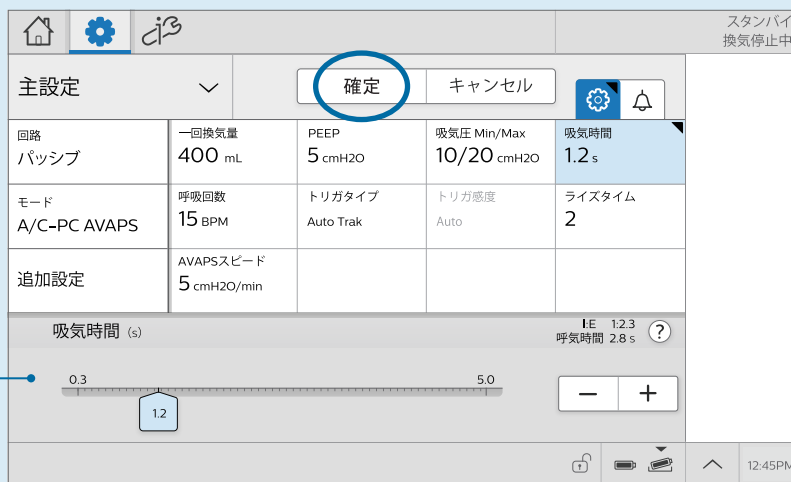 スタンバイ
換気停止中
主設定
確定
キャンセル
回路
パッシブ
一回換気量
400 mL
PEEP
5 cmH2O
吸気圧 Min/Max
10/20 cmH2O
吸気時間
1.2 s
モード
A/C-PC AVAPS
呼吸回数
15 BPM
トリガタイプ
Auto Trak
トリガ感度
Auto
ライズタイム
2
追加設定
AVAPSスピード
5 cmH2O/min
吸気時間 (s)
I:E 1:2.3
呼気時間 2.8 s
?
0.3
5.0
1.2
− +
12:45PM